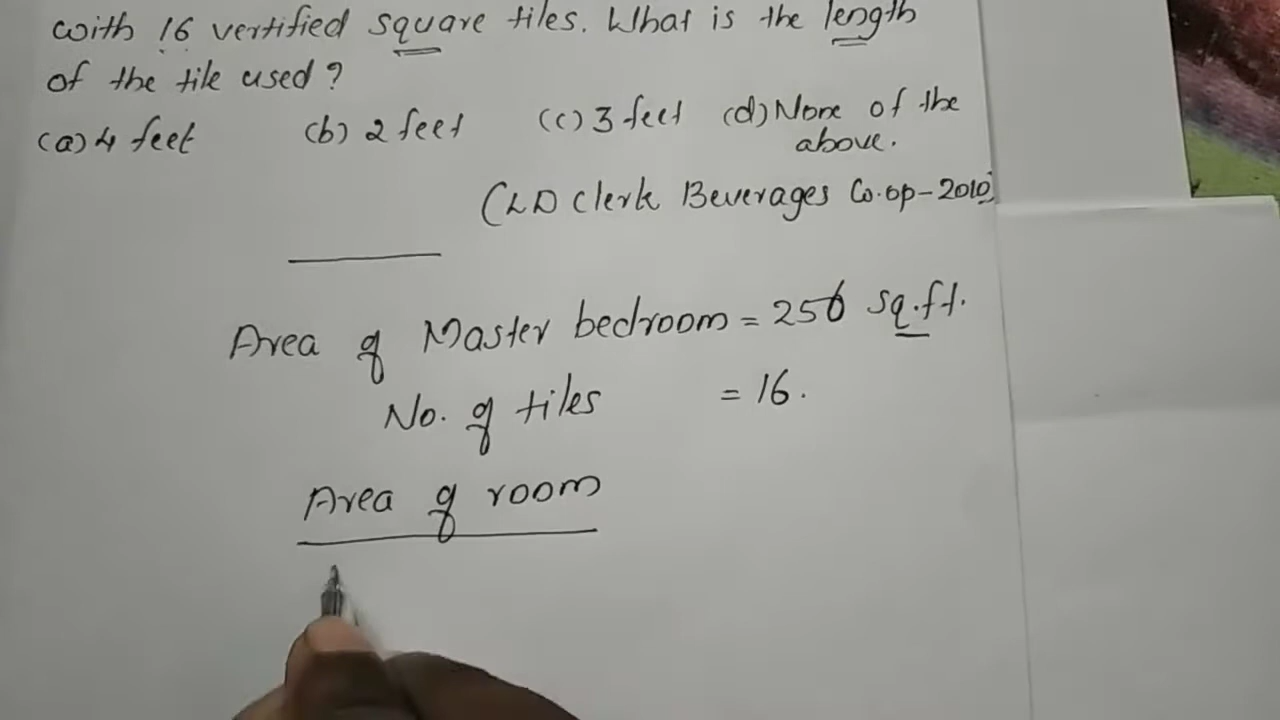 with 16 vertified square tiles. What is the length
of the tile used?
(a) 4 feet (b) 2 feet (c) 3 feet (d) None of the
above.
(LD Clerk Beverages Co.op-2010)
Area of Master bedroom = 256 sq.ft.
No. of tiles = 16.
Area of room